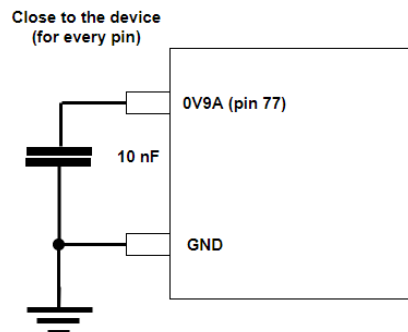 Close to the device
(for every pin)
0V9A (pin 77)
10 nF
GND